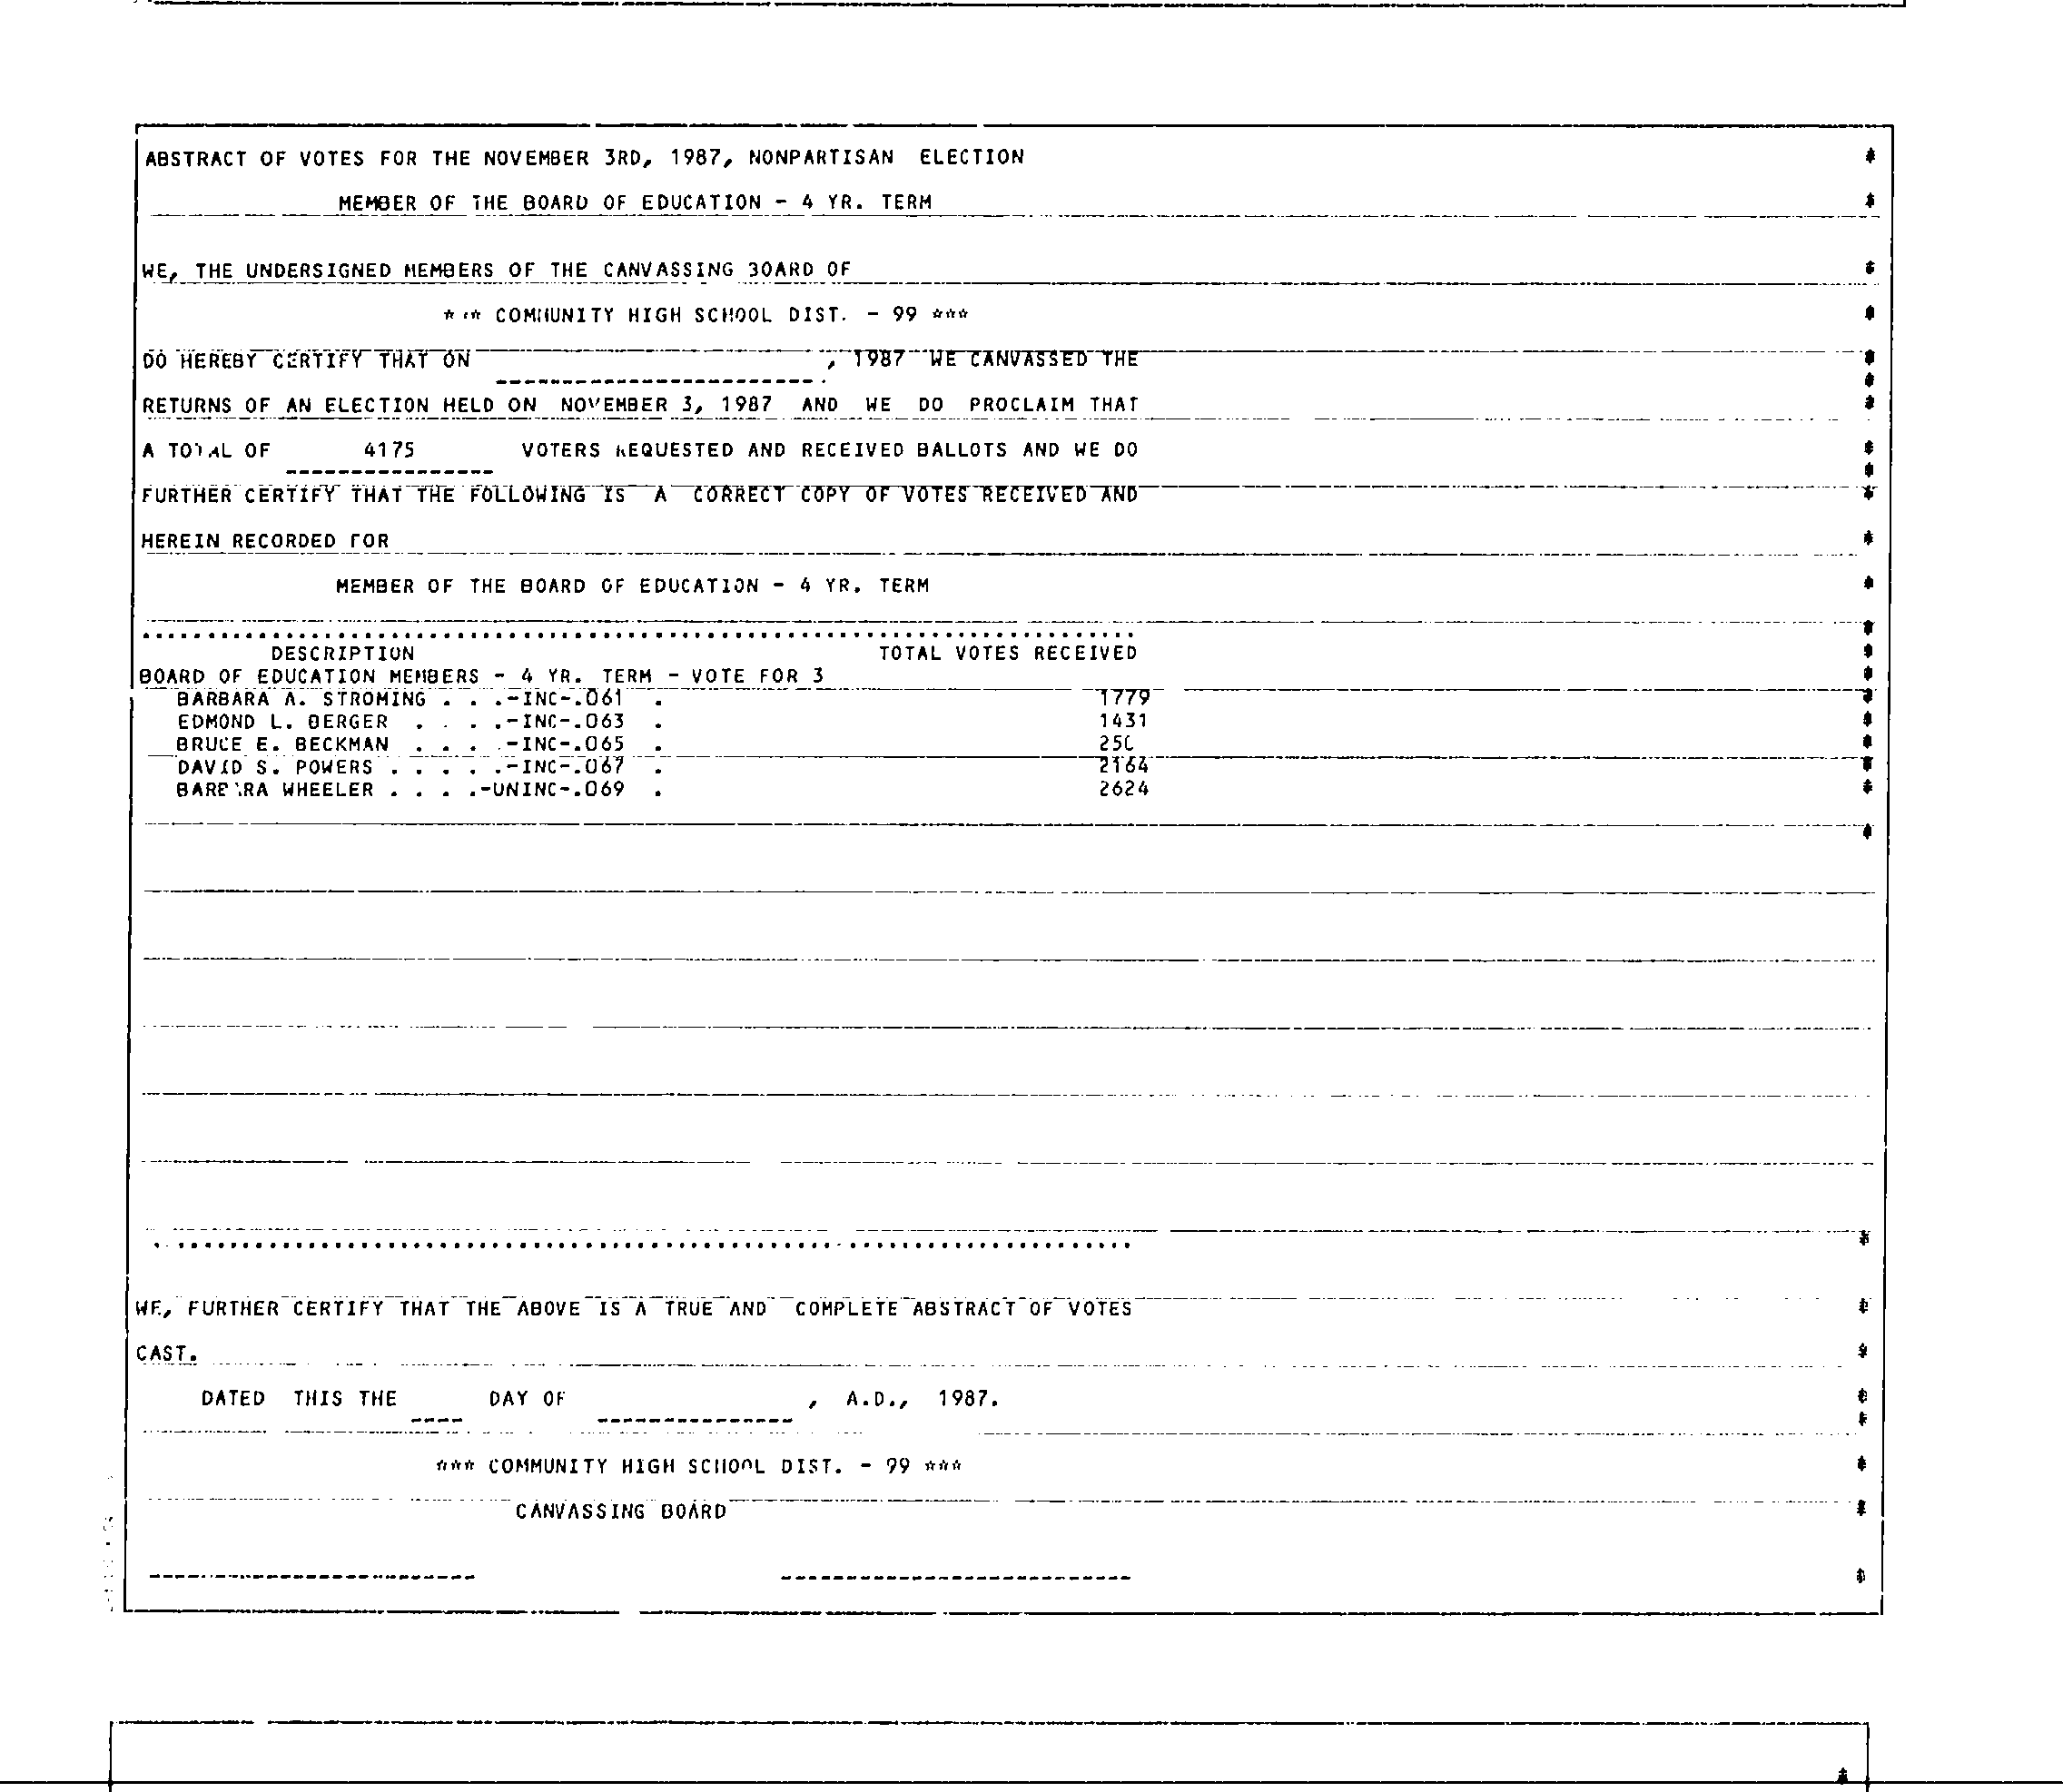 ABSTRACT OF VOTES FOR THE NOVEMBER 3RD, 1987, NONPARTISAN ELECTION
MEMBER OF THE BOARD OF EDUCATION - 4 YR. TERM
WE, THE UNDERSIGNED MEMBERS OF THE CANVASSING BOARD OF
*** COMMUNITY HIGH SCHOOL DIST. - 99 ***
DO HEREBY CERTIFY THAT ON , 1987 WE CANVASSED THE
RETURNS OF AN ELECTION HELD ON NOVEMBER 3, 1987 AND WE DO PROCLAIM THAT
A TOTAL OF 4175 VOTERS REQUESTED AND RECEIVED BALLOTS AND WE DO
FURTHER CERTIFY THAT THE FOLLOWING IS A CORRECT COPY OF VOTES RECEIVED AND
HEREIN RECORDED FOR
MEMBER OF THE BOARD OF EDUCATION - 4 YR. TERM
DESCRIPTION TOTAL VOTES RECEIVED
BOARD OF EDUCATION MEMBERS - 4 YR. TERM - VOTE FOR 3
BARBARA A. STROMING . . .-INC-.061 . 1779
EDMOND L. BERGER . . . .-INC-.063 . 1431
BRUCE E. BECKMAN . . . .-INC-.065 .
DAVID S. POWERS . . . . .-INC-.067 . 2164
BARBARA WHEELER . . . .-UNINC-.069 . 2624
WE, FURTHER CERTIFY THAT THE ABOVE IS A TRUE AND COMPLETE ABSTRACT OF VOTES
CAST.
DATED THIS THE ____ DAY OF _______________ , A.D., 1987.
*** COMMUNITY HIGH SCHOOL DIST. - 99 ***
CANVASSING BOARD